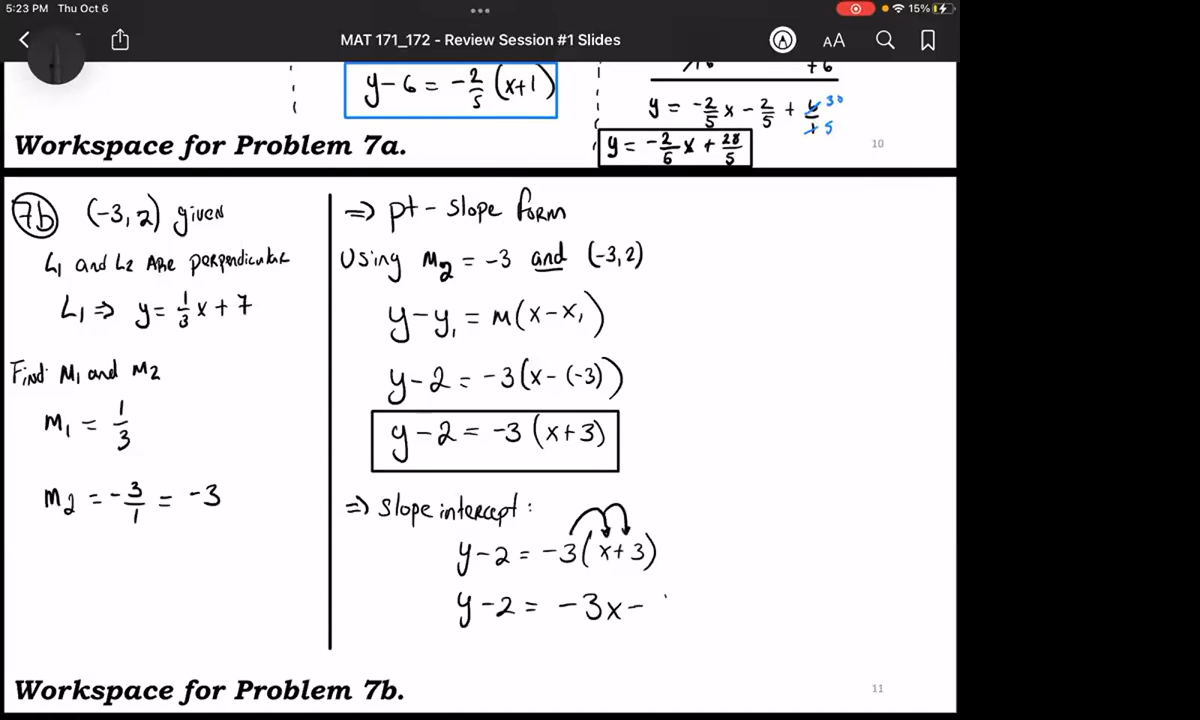 5:23 PM Thu Oct 6
15%
MAT 171_172 - Review Session #1 Slides
AA
y-6 = -2/5 (x+1)
+6
y = -2/5 x - 2/5 + 6/1 30 5
y = -2/5 x + 28/5
Workspace for Problem 7a.
10
7b (-3, 2) given
L1 and L2 Are perpendicular
L1 ⇒ y = 1/3 x + 7
Find: M1 and M2
M1 = 1/3
M2 = -3/1 = -3
⇒ pt - slope form
Using M2 = -3 and (-3, 2)
y - y1 = M(x - x1)
y - 2 = -3(x - (-3))
y - 2 = -3 (x+3)
⇒ slope intercept:
y - 2 = -3(x+3)
y - 2 = -3x -
Workspace for Problem 7b.
11